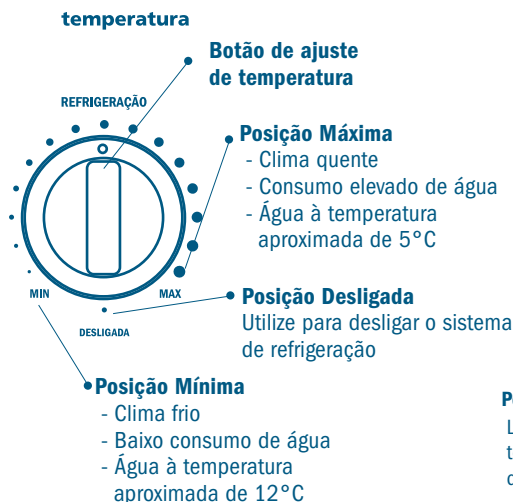 temperatura
Botão de ajuste
de temperatura
REFRIGERAÇÃO
Posição Máxima
- Clima quente
- Consumo elevado de água
- Água à temperatura
aproximada de 5°C
MIN
MAX
DESLIGADA
Posição Desligada
Utilize para desligar o sistema
de refrigeração
Posição Mínima
- Clima frio
- Baixo consumo de água
- Água à temperatura
aproximada de 12°C